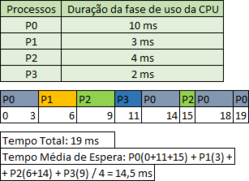 Processos Duração da fase de uso da CPU
P0 10 ms
P1 3 ms
P2 4 ms
P3 2 ms
P0 P1 P2 P3 P0 P2 P0 P0
0 3 6 9 11 14 15 18 19
Tempo Total: 19 ms
Tempo Média de Espera: P0(0+11+15) + P1(3) +
+ P2(6+14) + P3(9) / 4 = 14,5 ms